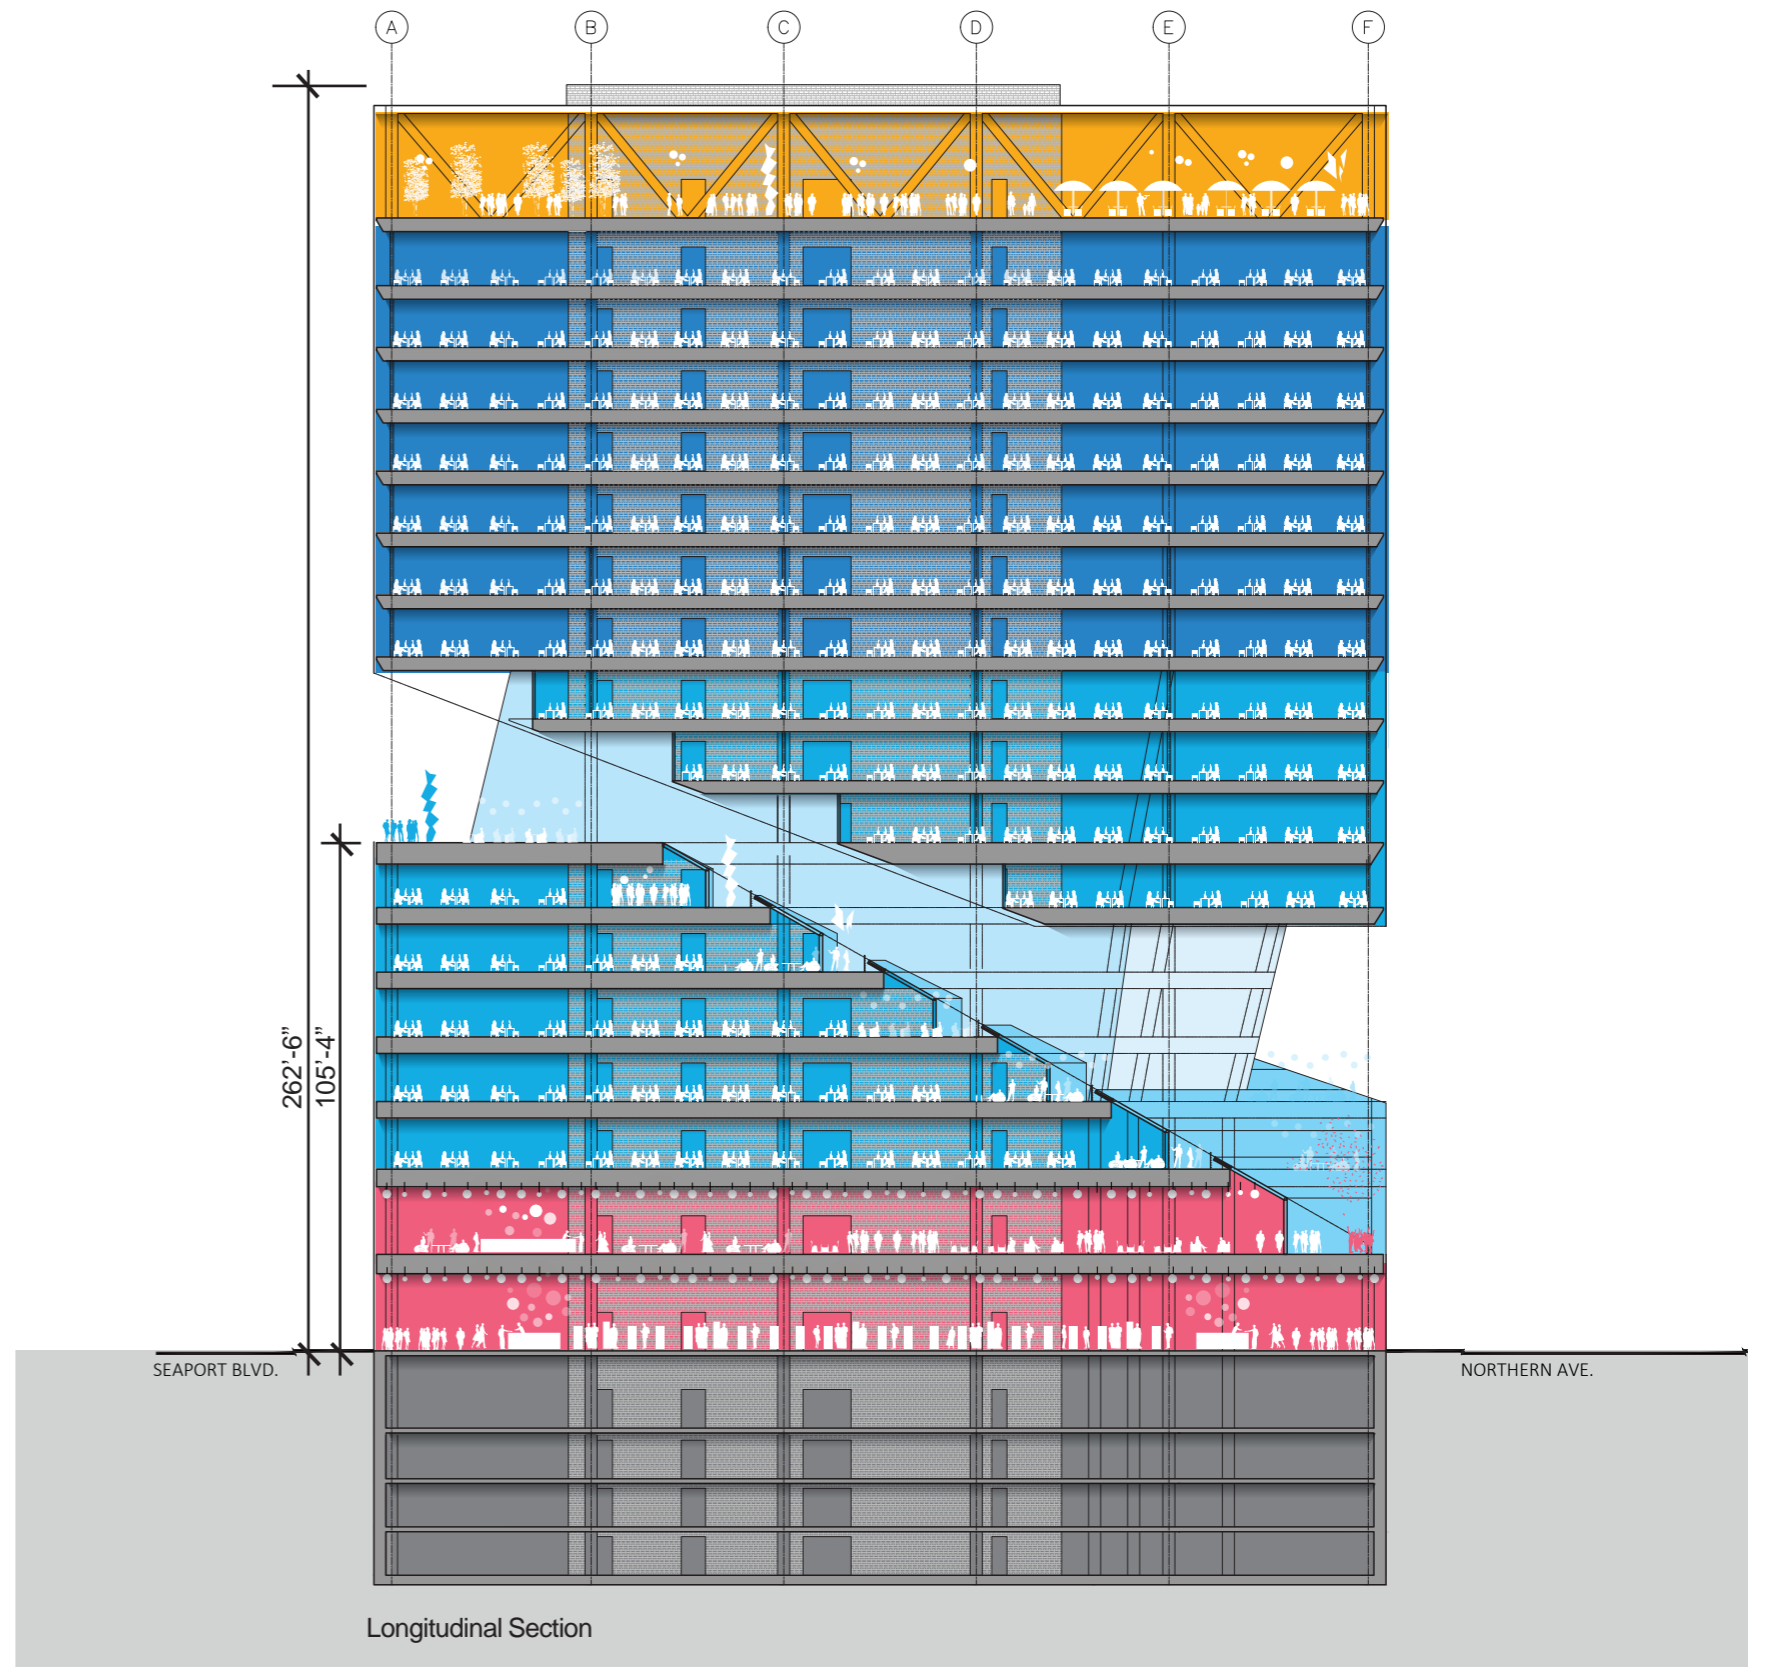 A B C D E F
262’-6”
105’-4”
SEAPORT BLVD.
NORTHERN AVE.
Longitudinal Section